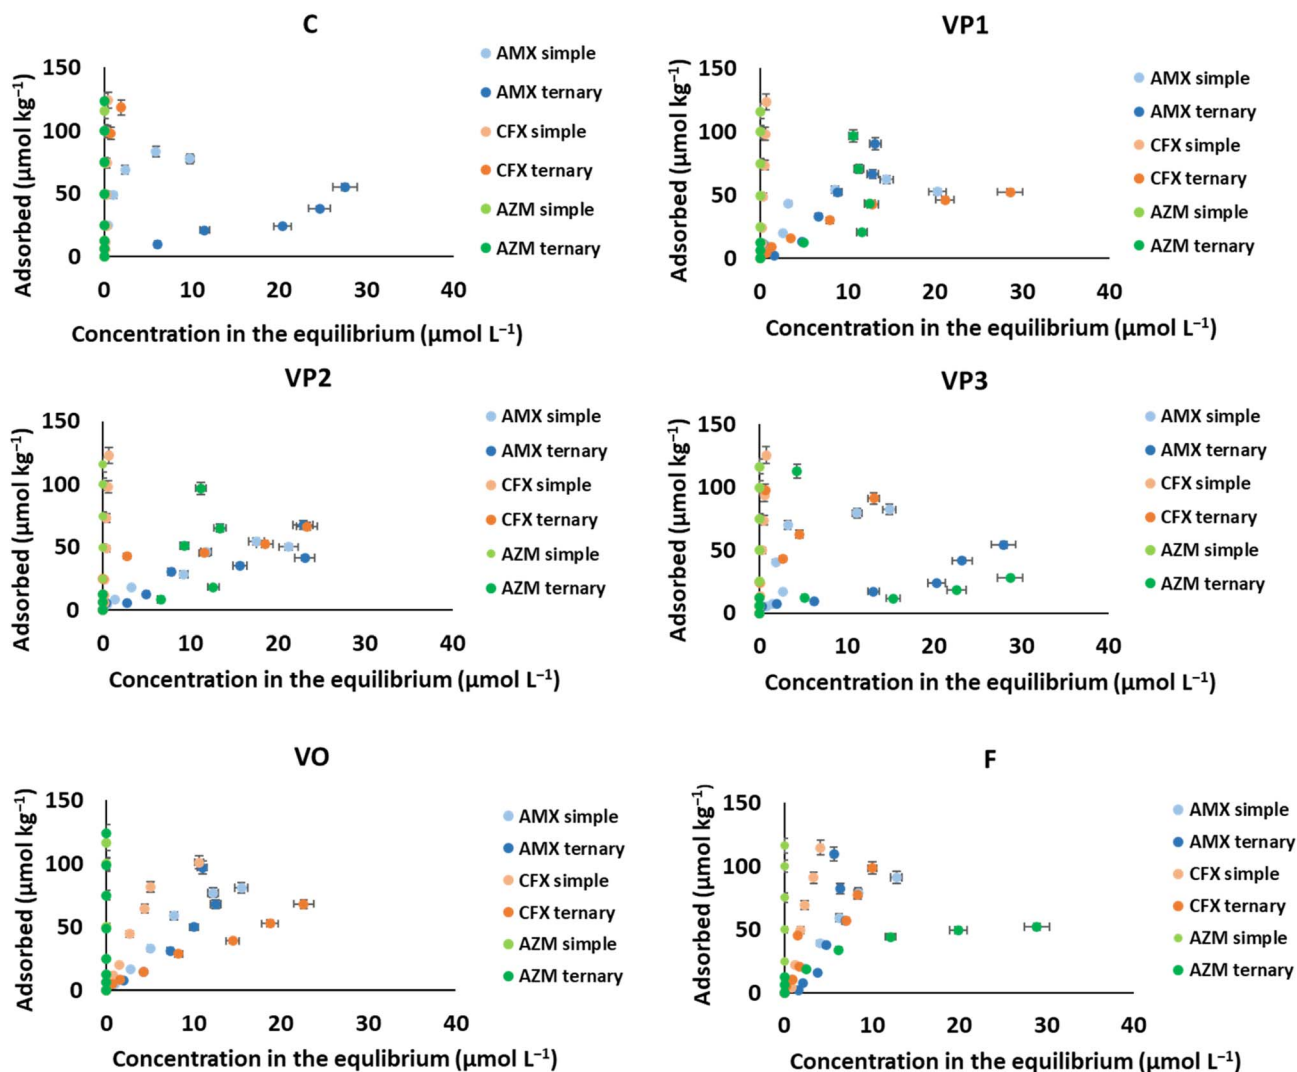 C
AMX simple
AMX ternary
CFX simple
CFX ternary
AZM simple
AZM ternary
Adsorbed (µmol kg⁻¹)
150
100
50
0
0 10 20 30 40
Concentration in the equilibrium (µmol L⁻¹)
VP1
AMX simple
AMX ternary
CFX simple
CFX ternary
AZM simple
AZM ternary
Adsorbed (µmol kg⁻¹)
150
100
50
0
0 10 20 30 40
Concentration in the equilibrium (µmol L⁻¹)
VP2
AMX simple
AMX ternary
CFX simple
CFX ternary
AZM simple
AZM ternary
Adsorbed (µmol kg⁻¹)
150
100
50
0
0 10 20 30 40
Concentration in the equilibrium (µmol L⁻¹)
VP3
AMX simple
AMX ternary
CFX simple
CFX ternary
AZM simple
AZM ternary
Adsorbed (µmol kg⁻¹)
150
100
50
0
0 10 20 30 40
Concentration in the equilibrium (µmol L⁻¹)
VO
AMX simple
AMX ternary
CFX simple
CFX ternary
AZM simple
AZM ternary
Adsorbed (µmol kg⁻¹)
150
100
50
0
0 10 20 30 40
Concentration in the equlibrium (µmol L⁻¹)
F
AMX simple
AMX ternary
CFX simple
CFX ternary
AZM simple
AZM ternary
Adsorbed (µmol kg⁻¹)
150
100
50
0
0 10 20 30 40
Concentration in the equilibrium (µmol L⁻¹)